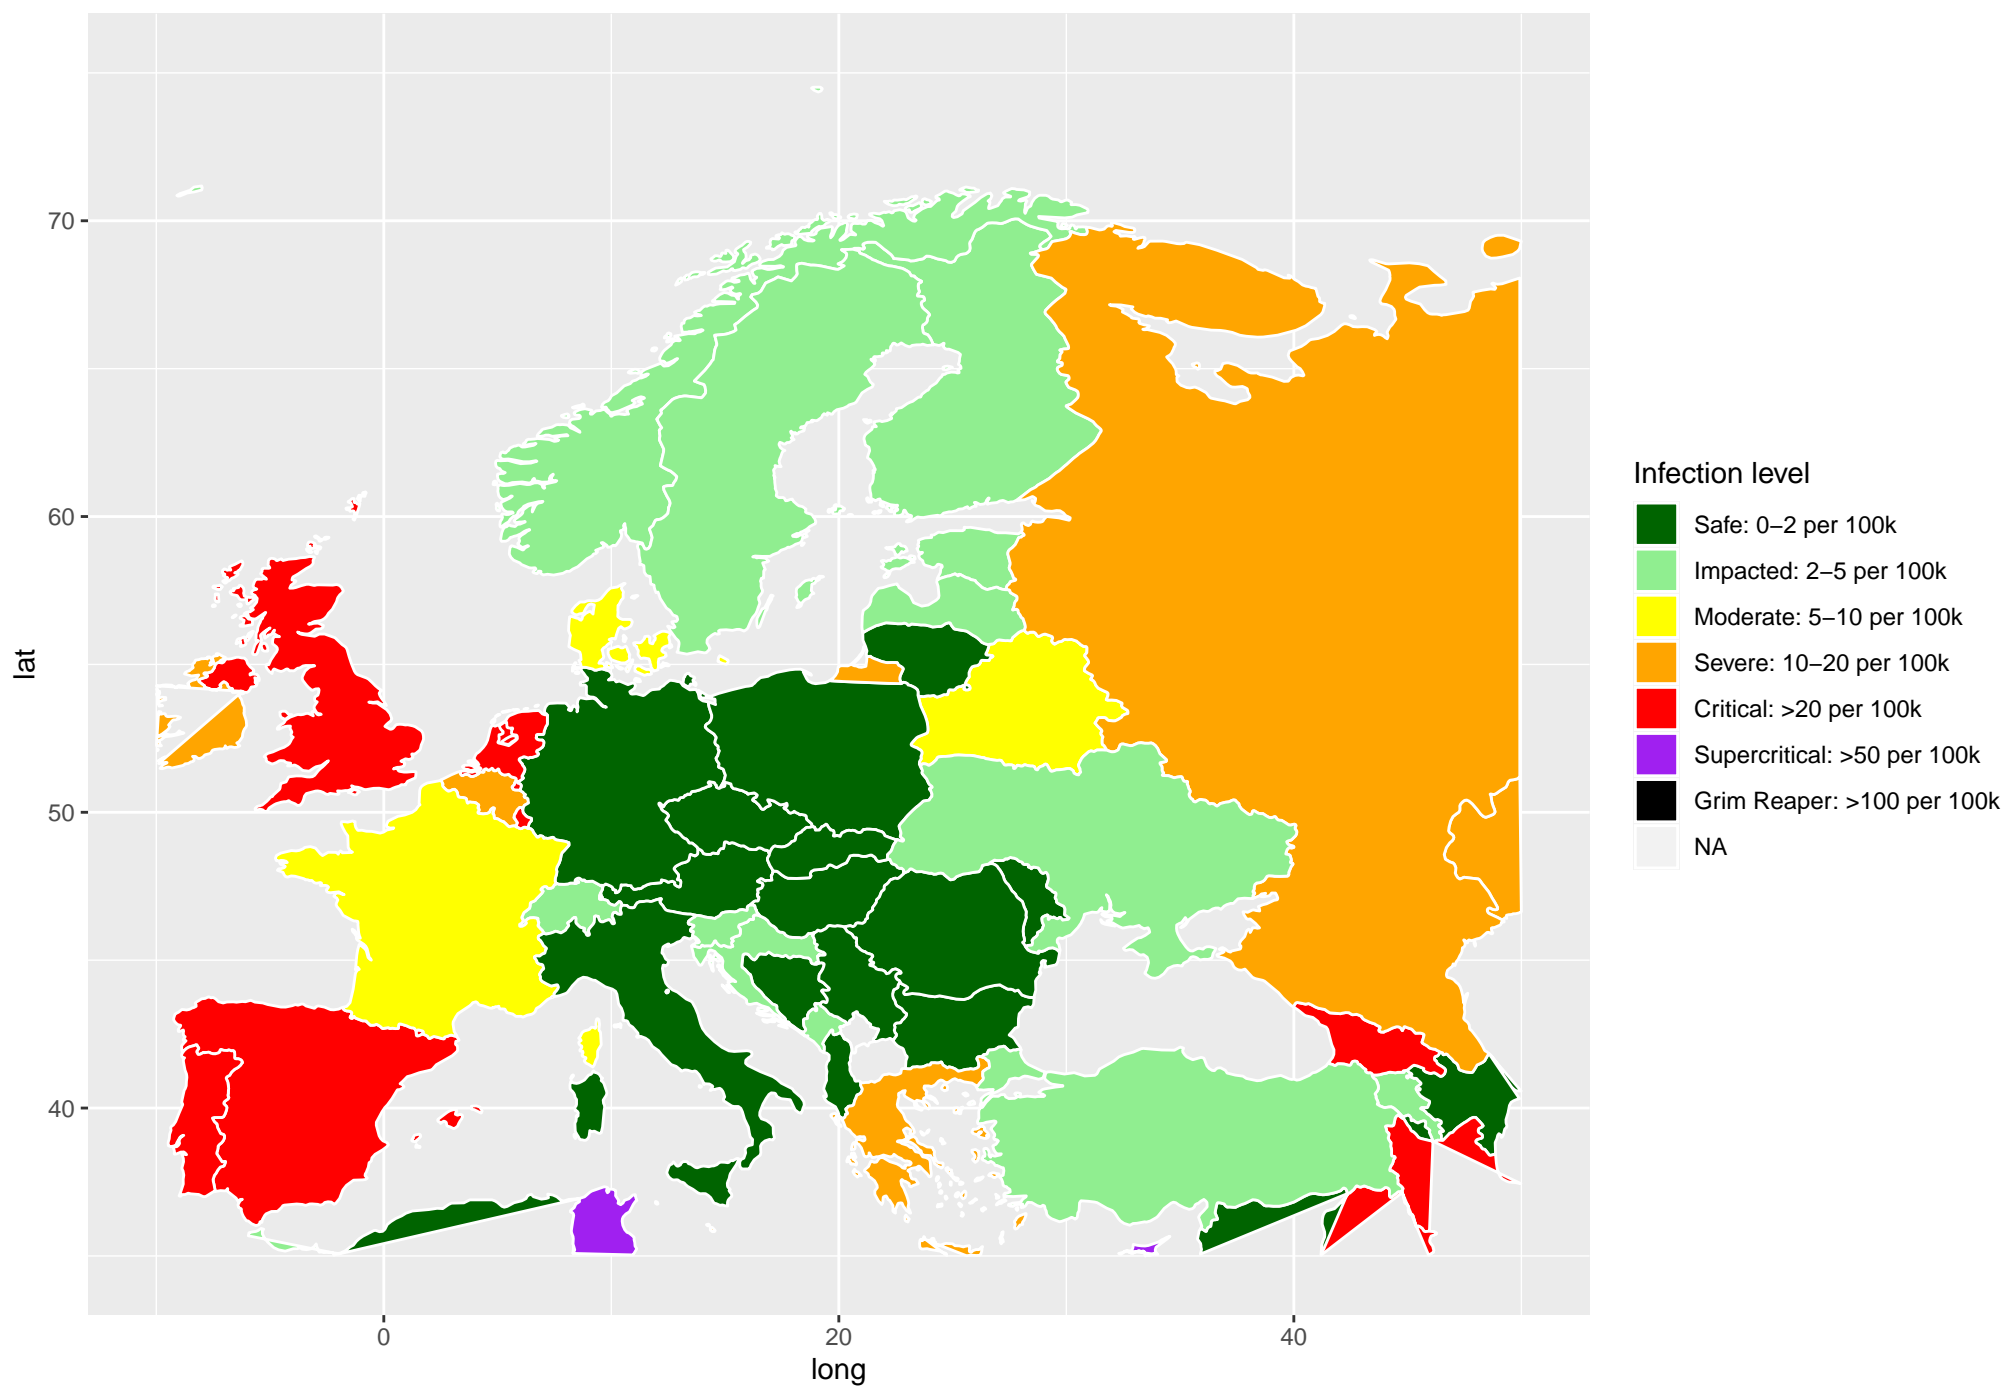 70
60
50
40
lat
0
20
40
long
Infection level
Safe: 0–2 per 100k
Impacted: 2–5 per 100k
Moderate: 5–10 per 100k
Severe: 10–20 per 100k
Critical: >20 per 100k
Supercritical: >50 per 100k
Grim Reaper: >100 per 100k
NA